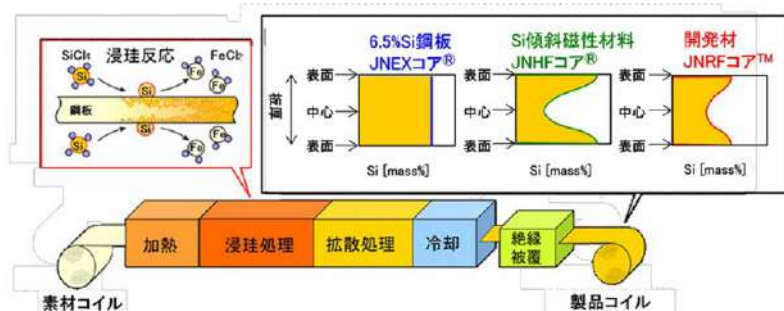 SiCl₄
浸珪反応
FeCl₂
Si
Fe
Fe
Si
鋼板
Si
Si
Fe
Fe
6.5%Si鋼板
JNEXコア®
Si傾斜磁性材料
JNHFコア®
開発材
JNRFコア™
板厚
表面
中心
表面
Si [mass%]
表面
中心
表面
Si [mass%]
表面
中心
表面
Si [mass%]
加熱
浸珪処理
拡散処理
冷却
絶縁
被覆
素材コイル
製品コイル